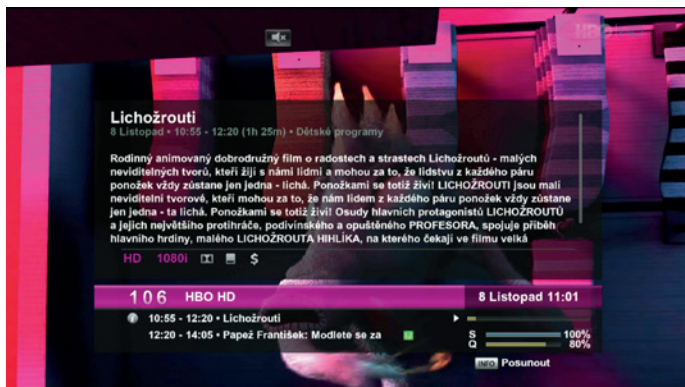 HBO
Lichožrouti
8 Listopad • 10:55 - 12:20 (1h 25m) • Dětské programy
Rodinný animovaný dobrodružný film o radostech a strastech Lichožroutů - malých
neviditelných tvorů, kteří žijí s námi lidmi a mohou za to, že lidstvu z každého páru
ponožek vždy zůstane jen jedna - lichá. Ponožkami se totiž živí! LICHOŽROUTI jsou malí
neviditelní tvorové, kteří mohou za to, že nám lidem z každého páru ponožek vždy zůstane
jen jedna - ta lichá. Ponožkami se totiž živí! Osudy hlavních protagonistů LICHOŽROUTŮ
a jejich největšího protihráče, podivínského a opuštěného PROFESORA, spojuje příběh
hlavního hrdiny, malého LICHOŽROUTA HIHLÍKA, na kterého čekají ve filmu velká
HD 1080i $
106 HBO HD 8 Listopad 11:01
10:55 - 12:20 • Lichožrouti
12:20 - 14:05 • Papež František: Modlete se za
S 100%
Q 80%
INFO Posunout